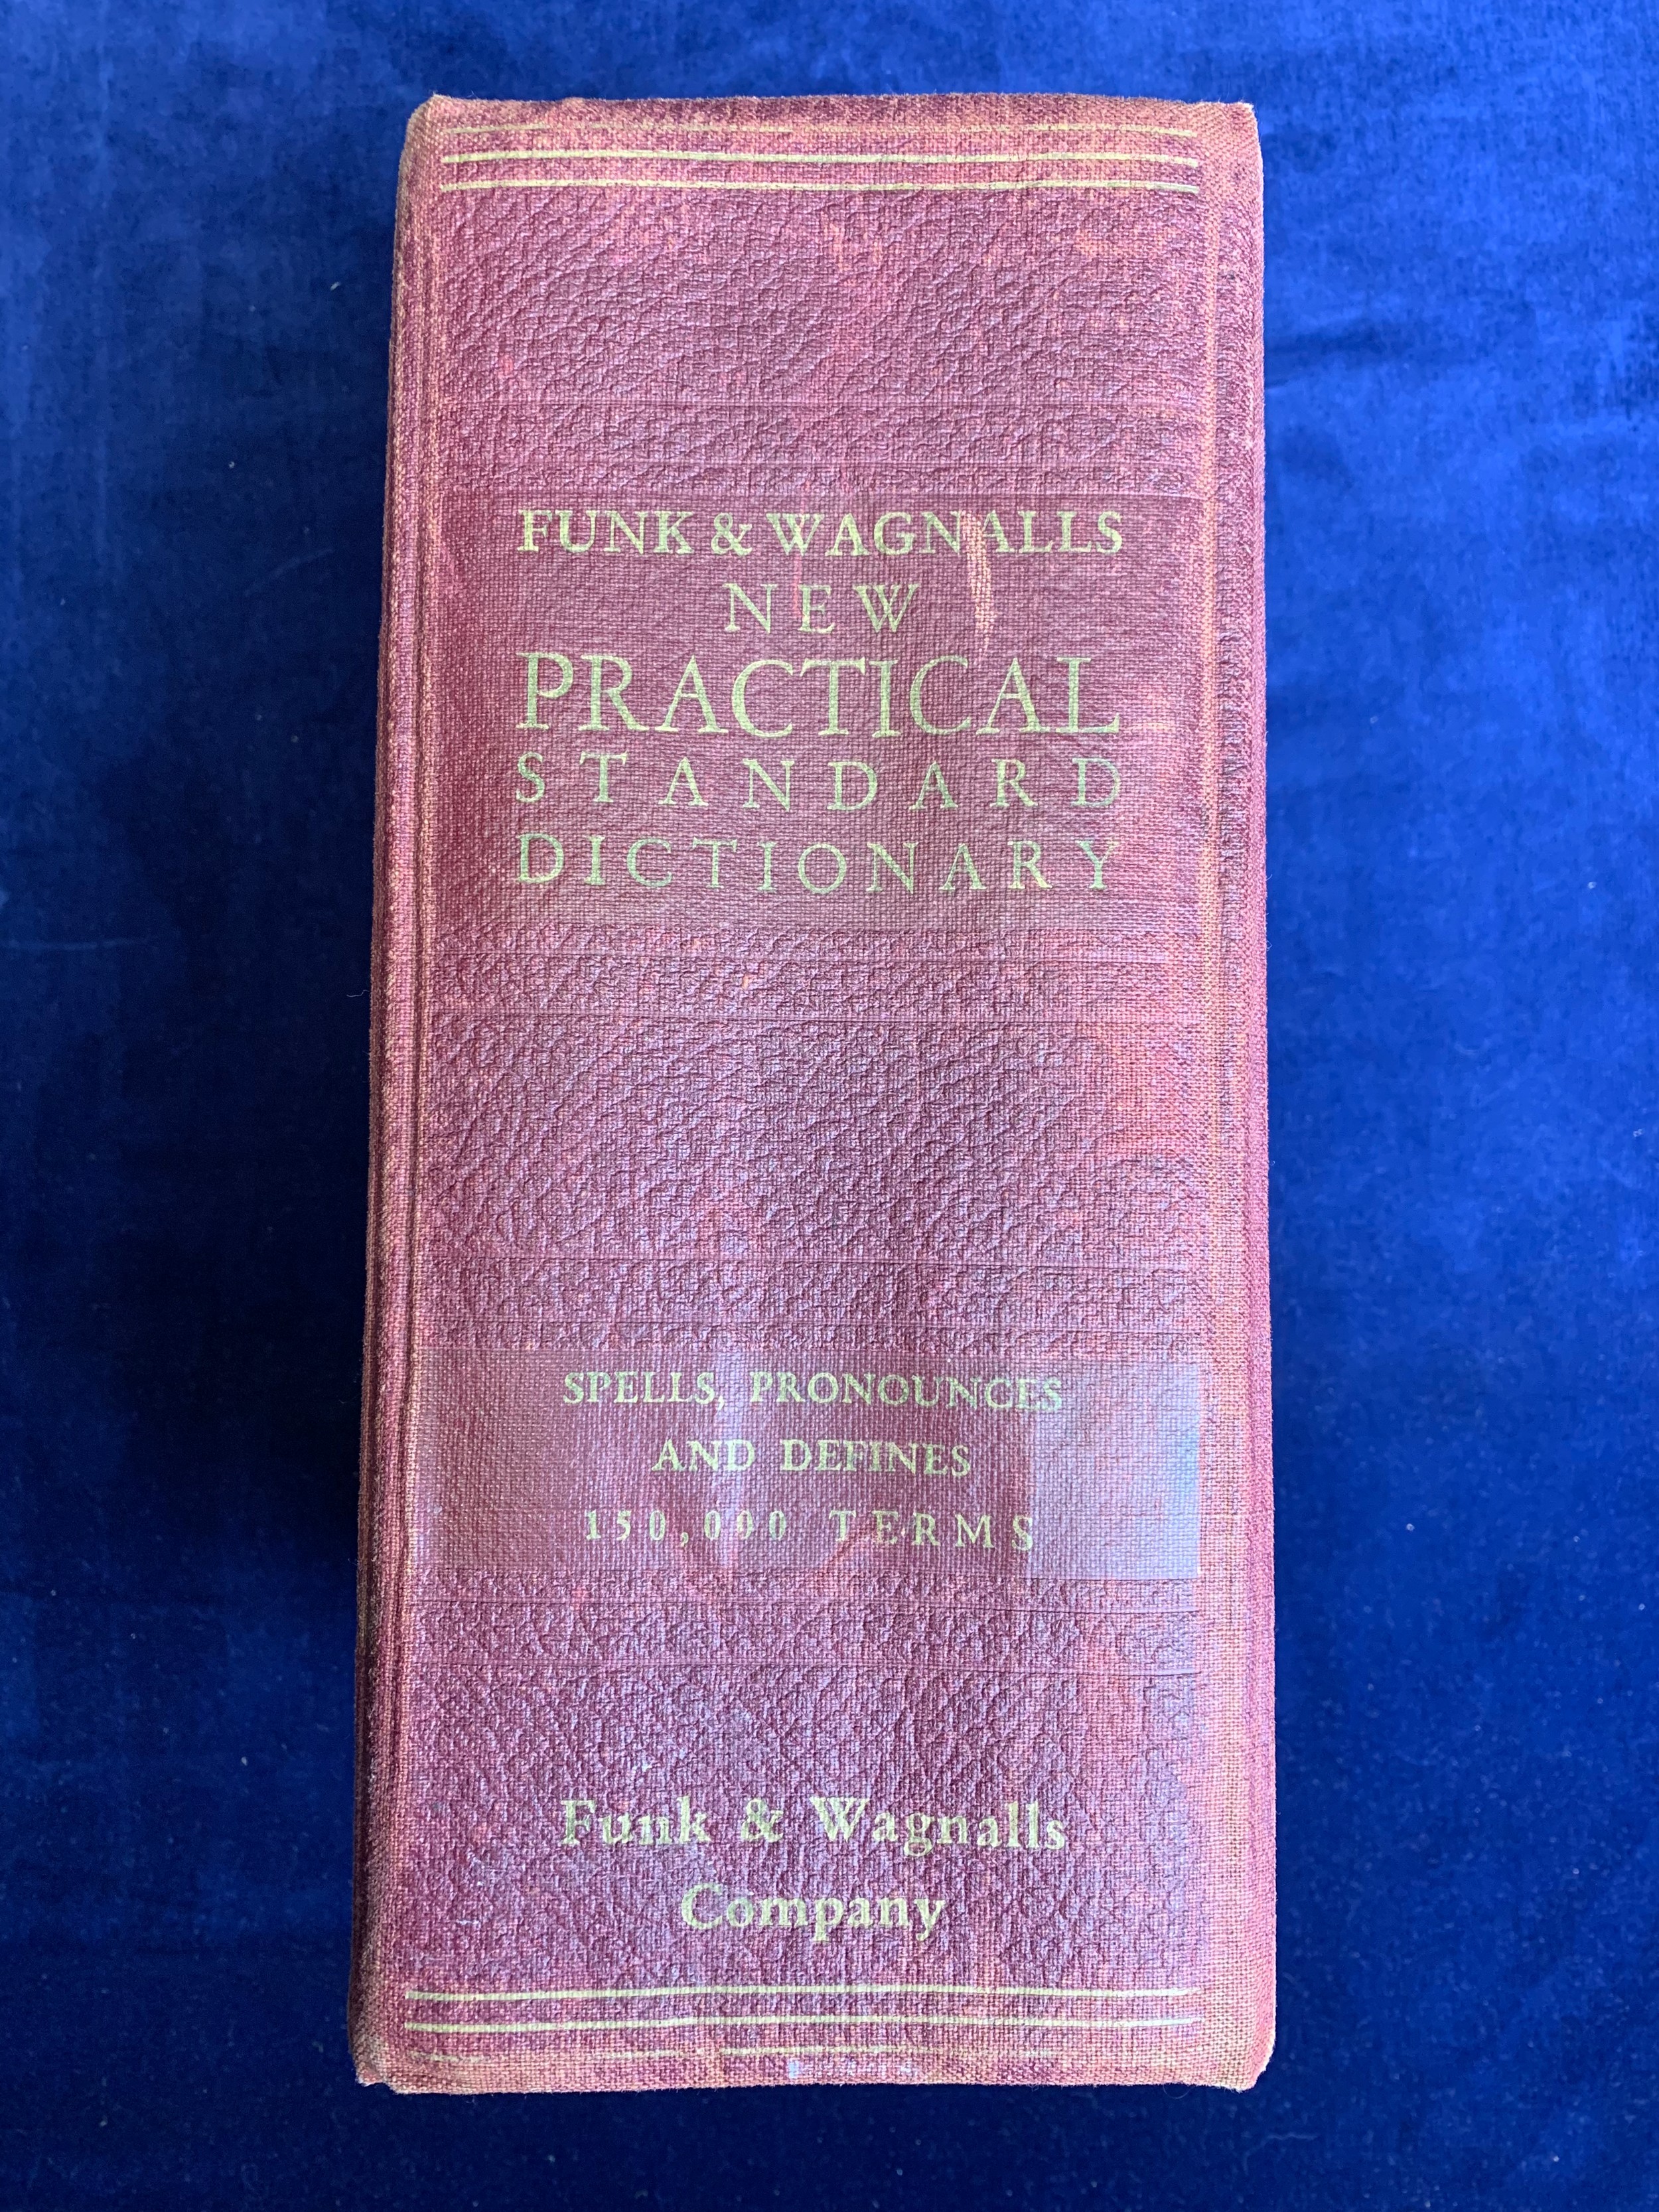 FUNK & WAGNALLS
NEW
PRACTICAL
STANDARD
DICTIONARY
SPELLS, PRONOUNCES
AND DEFINES
150,000 TERMS
Funk & Wagnalls
Company